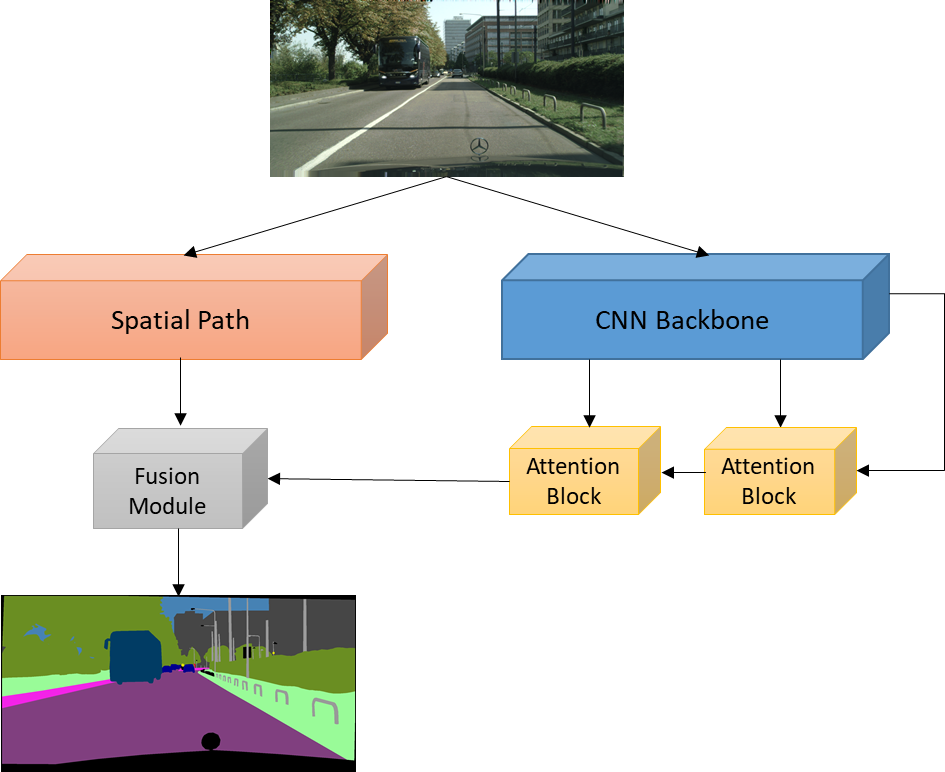 Spatial Path
CNN Backbone
Fusion
Module
Attention
Block
Attention
Block